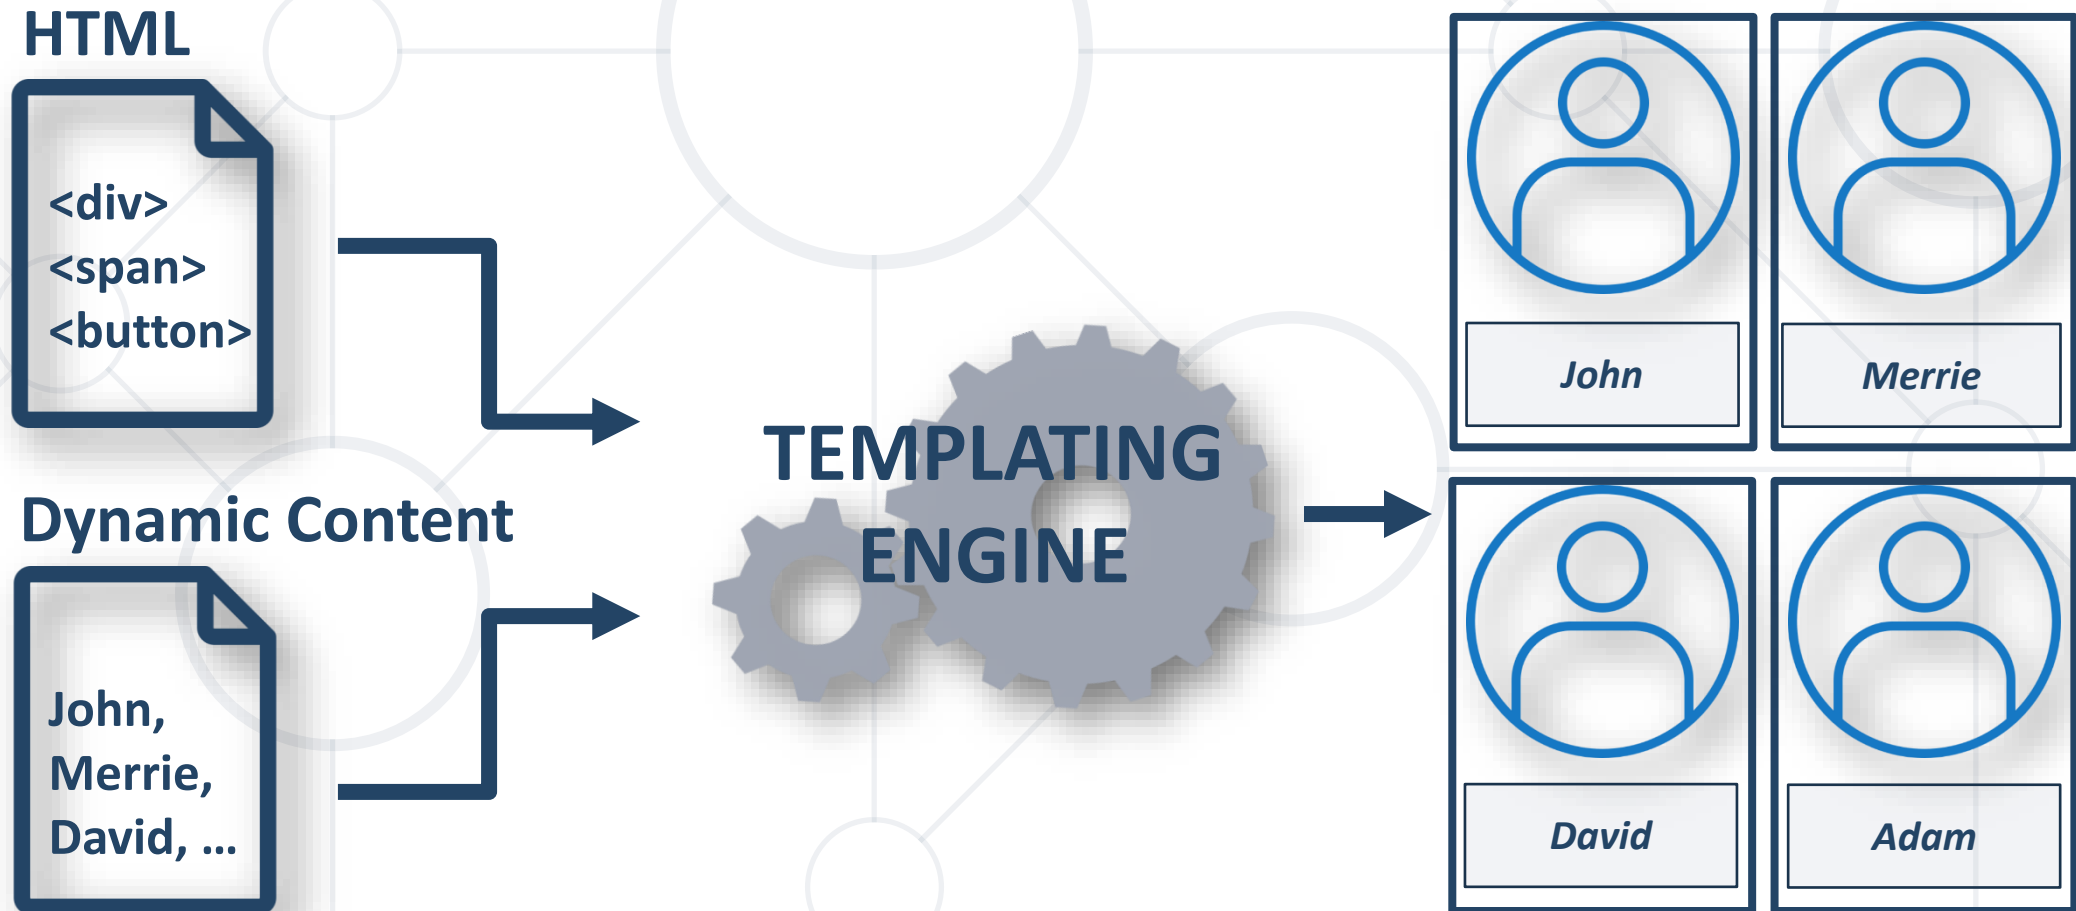 HTML
<div>
<span>
<button>
Dynamic Content
John,
Merrie,
David, ...
TEMPLATING
ENGINE
John
Merrie
David
Adam